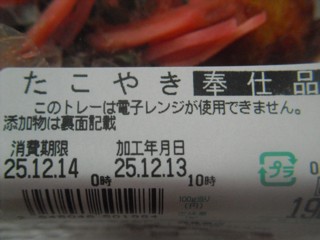 たこやき 奉仕品
このトレーは電子レンジが使用できません。
添加物は裏面記載
消費期限 加工年月日
25.12.14 0時 25.12.13 10時
プラ